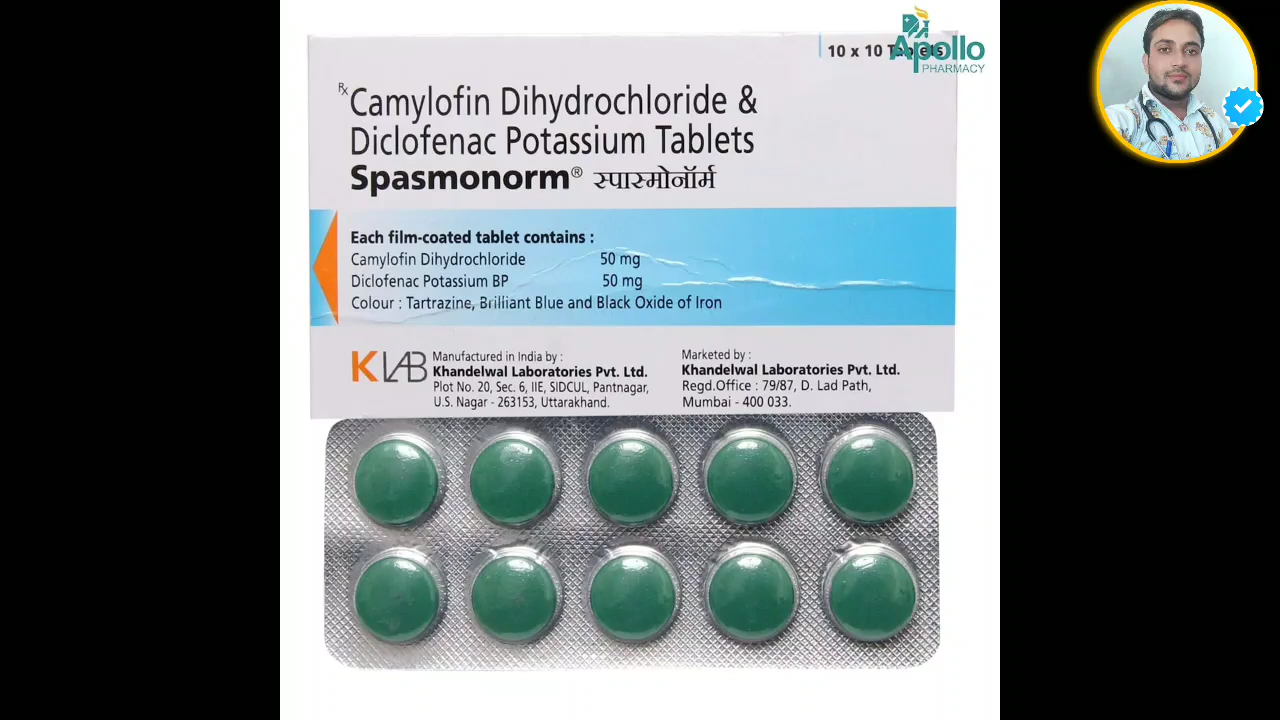 Apollo
PHARMACY
10 x 10 Tablets
Rx Camylofin Dihydrochloride &
Diclofenac Potassium Tablets
Spasmonorm® स्पास्मोनॉर्म
Each film-coated tablet contains :
Camylofin Dihydrochloride 50 mg
Diclofenac Potassium BP 50 mg
Colour : Tartrazine, Brilliant Blue and Black Oxide of Iron
K LAB
Manufactured in India by :
Khandelwal Laboratories Pvt. Ltd.
Plot No. 20, Sec. 6, IIE, SIDCUL, Pantnagar,
U.S. Nagar - 263153, Uttarakhand.
Marketed by :
Khandelwal Laboratories Pvt. Ltd.
Regd.Office : 79/87, D. Lad Path,
Mumbai - 400 033.